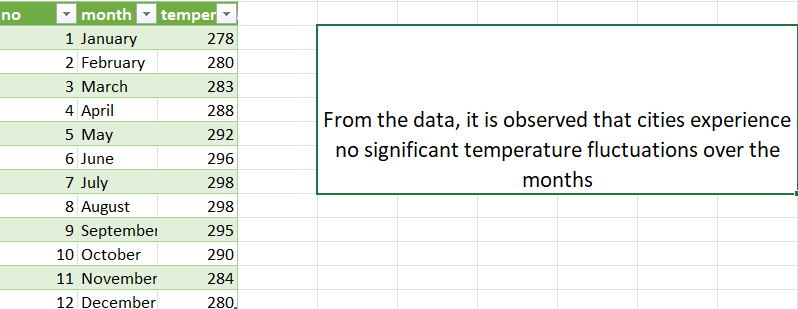 no month temper
1 January 278
2 February 280
3 March 283
4 April 288
5 May 292
6 June 296
7 July 298
8 August 298
9 September 295
10 October 290
11 November 284
12 December 280
From the data, it is observed that cities experience
no significant temperature fluctuations over the
months